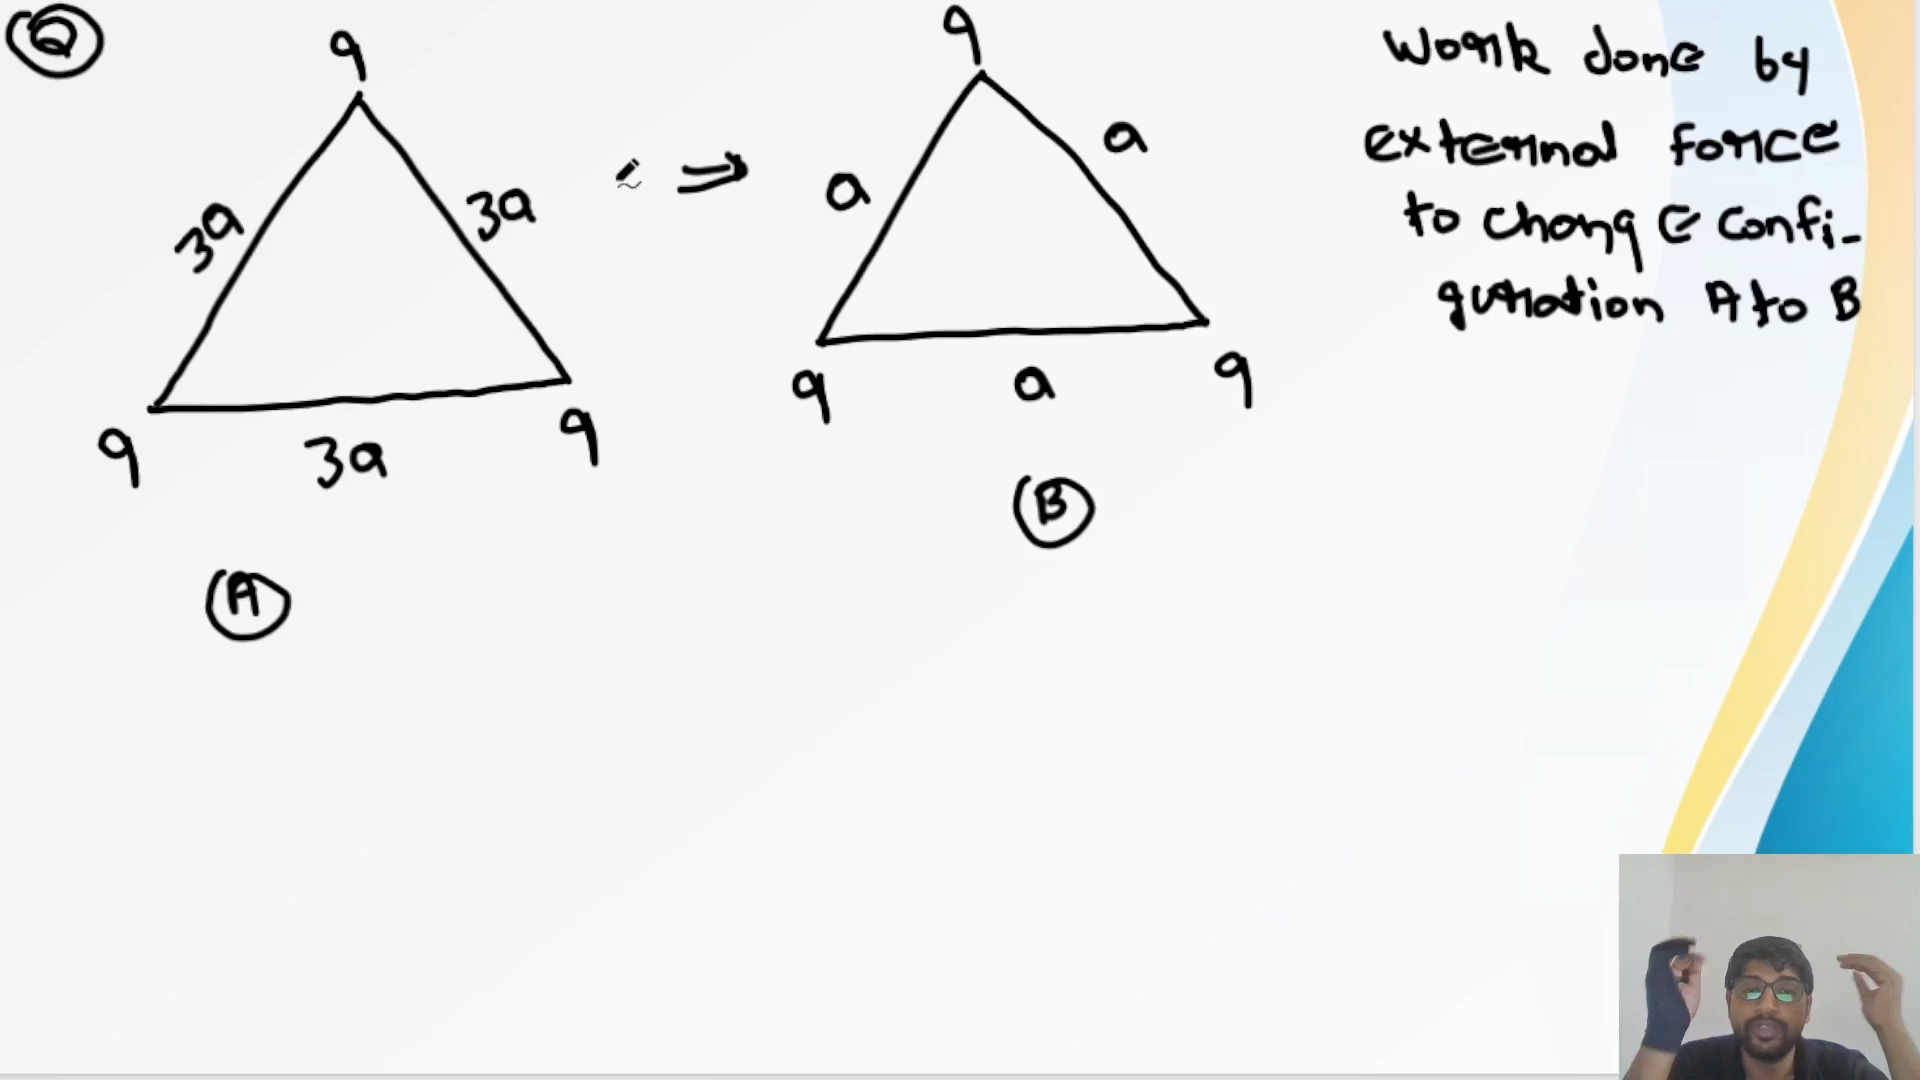 Q
q
3a
3a
q
3a
q
A
⇒
q
a
a
q
a
q
B
Work done by
external force
to change confi-
guration A to B